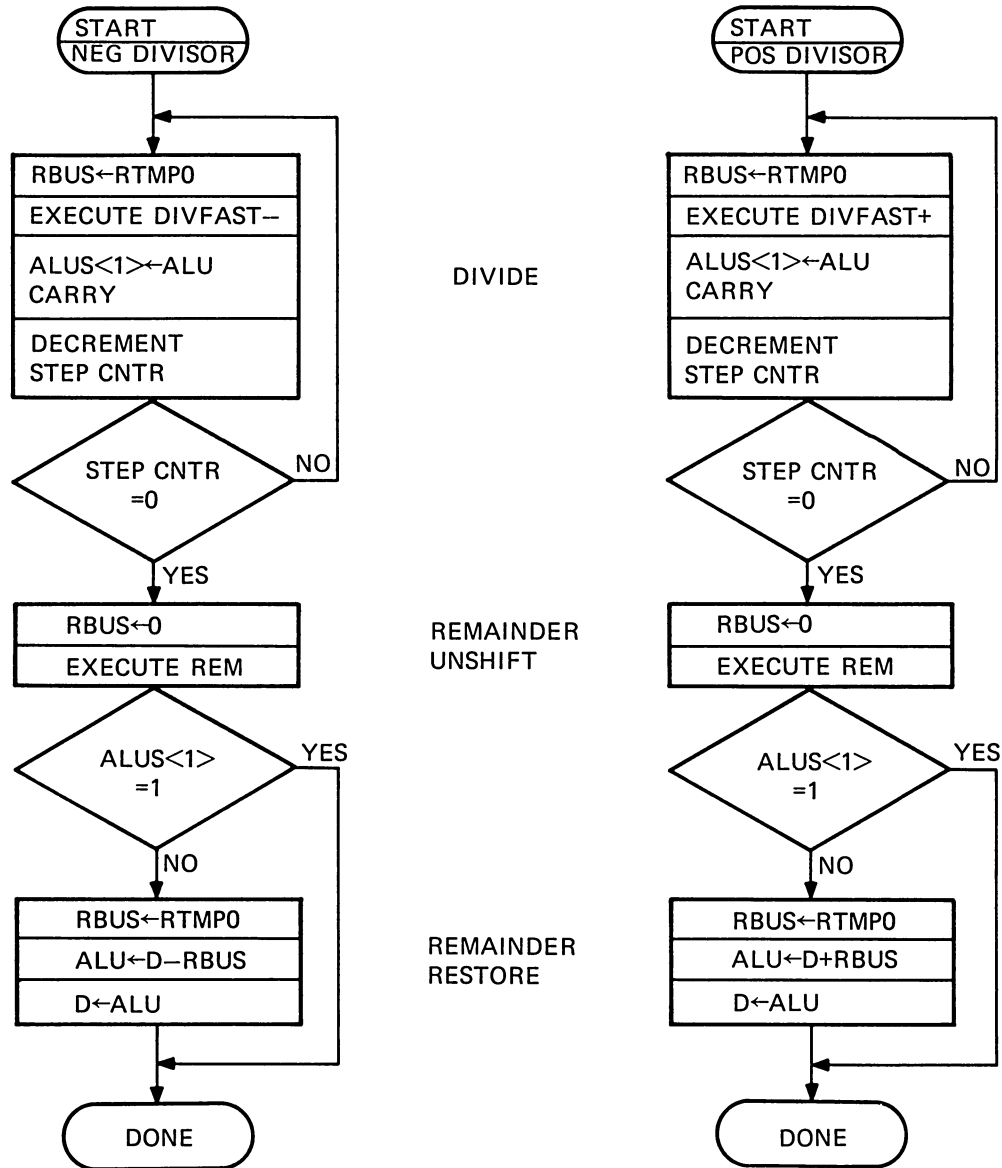 START
NEG DIVISOR
RBUS←RTMP0
EXECUTE DIVFAST–
ALUS<1>←ALU
CARRY
DECREMENT
STEP CNTR
STEP CNTR
=0
NO
YES
RBUS←0
EXECUTE REM
ALUS<1>
=1
YES
NO
RBUS←RTMP0
ALU←D–RBUS
D←ALU
DONE
DIVIDE
REMAINDER
UNSHIFT
REMAINDER
RESTORE
START
POS DIVISOR
RBUS←RTMP0
EXECUTE DIVFAST+
ALUS<1>←ALU
CARRY
DECREMENT
STEP CNTR
STEP CNTR
=0
NO
YES
RBUS←0
EXECUTE REM
ALUS<1>
=1
YES
NO
RBUS←RTMP0
ALU←D+RBUS
D←ALU
DONE